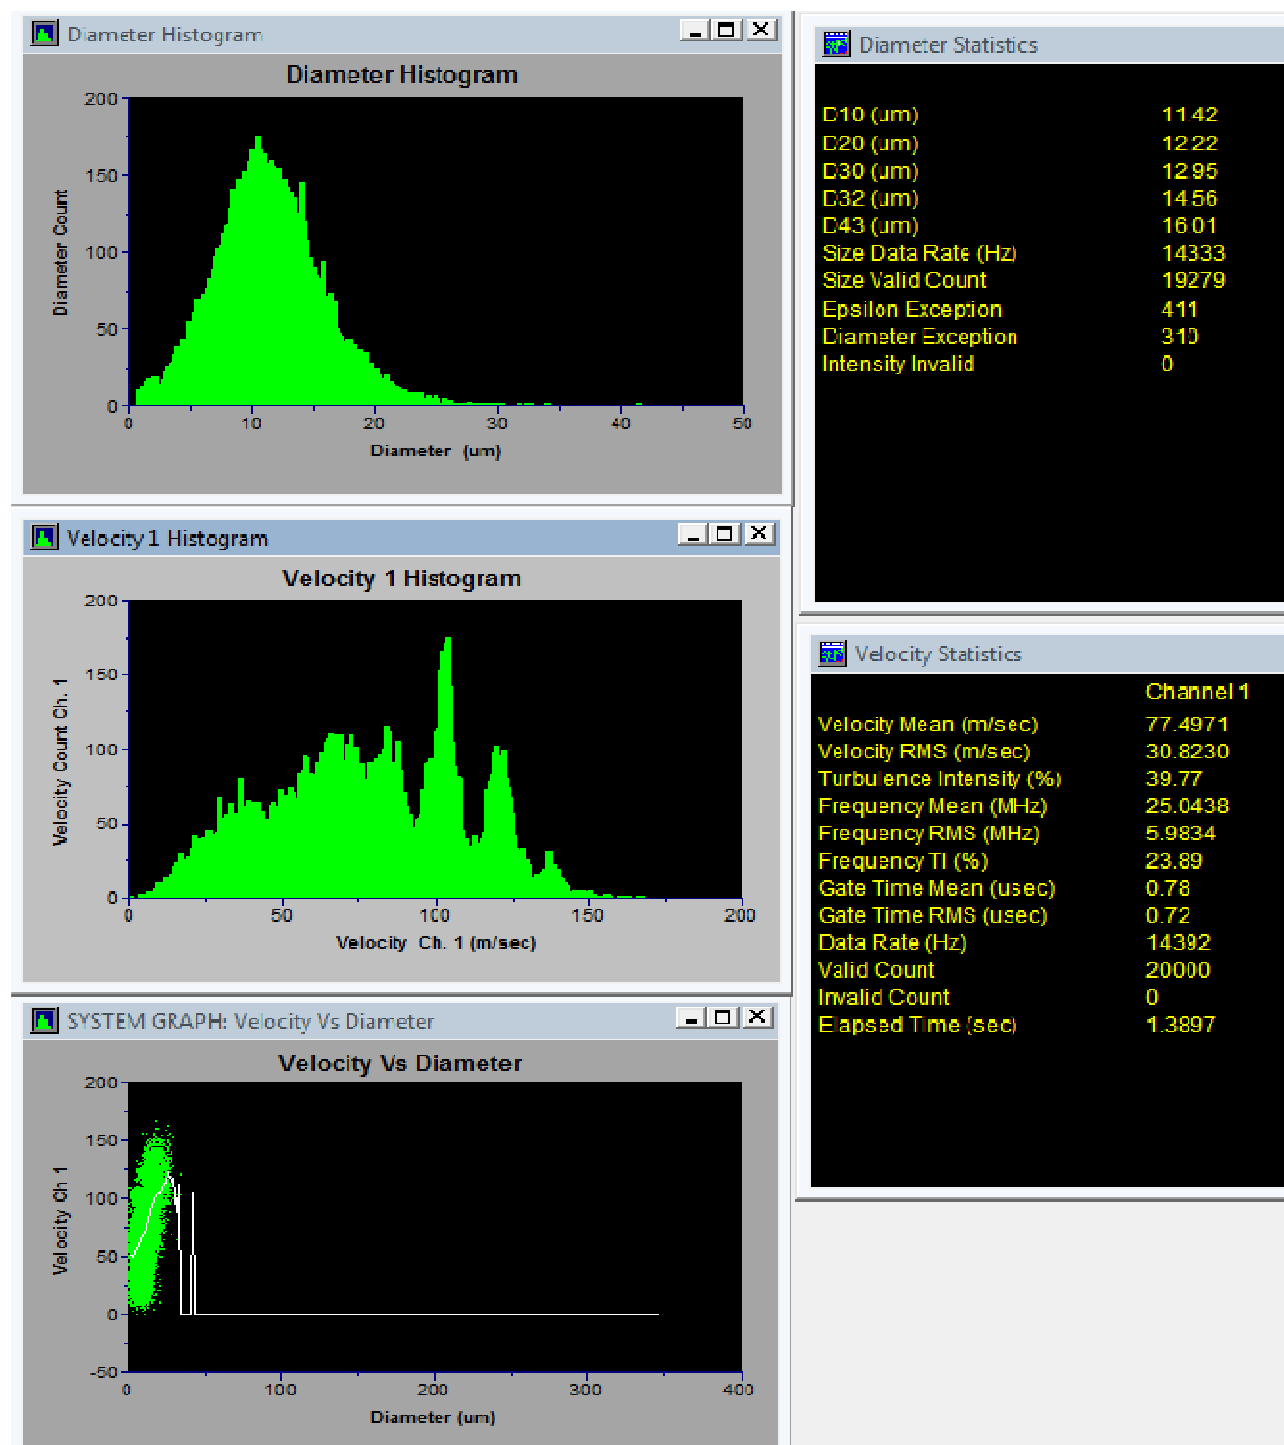 Diameter Histogram
Diameter Histogram
200
150
100
50
0
Diameter Count
0 10 20 30 40 50
Diameter (um)
Velocity 1 Histogram
Velocity 1 Histogram
200
150
100
50
0
Velocity Count Ch. 1
0 50 100 150 200
Velocity Ch. 1 (m/sec)
SYSTEM GRAPH: Velocity Vs Diameter
Velocity Vs Diameter
200
150
100
50
0
-50
Velocity Ch 1
0 100 200 300 400
Diameter (um)
Diameter Statistics
D10 (um) 11.42
D20 (um) 12.22
D30 (um) 12.95
D32 (um) 14.56
D43 (um) 16.01
Size Data Rate (Hz) 14333
Size Valid Count 19279
Epsilon Exception 411
Diameter Exception 310
Intensity Invalid 0
Velocity Statistics
Channel 1
Velocity Mean (m/sec) 77.4971
Velocity RMS (m/sec) 30.8230
Turbulence Intensity (%) 39.77
Frequency Mean (MHz) 25.0438
Frequency RMS (MHz) 5.9834
Frequency TI (%) 23.89
Gate Time Mean (usec) 0.78
Gate Time RMS (usec) 0.72
Data Rate (Hz) 14392
Valid Count 20000
Invalid Count 0
Elapsed Time (sec) 1.3897